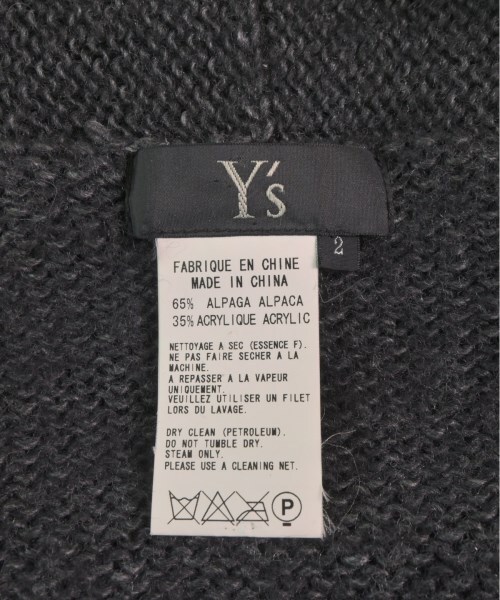 Y's
2
FABRIQUE EN CHINE
MADE IN CHINA
65% ALPAGA ALPACA
35% ACRYLIQUE ACRYLIC
NETTOYAGE A SEC (ESSENCE F).
NE PAS FAIRE SECHER A LA
MACHINE.
A REPASSER A LA VAPEUR
UNIQUEMENT.
VEUILLEZ UTILISER UN FILET
LORS DU LAVAGE.
DRY CLEAN (PETROLEUM).
DO NOT TUMBLE DRY.
STEAM ONLY.
PLEASE USE A CLEANING NET.
P